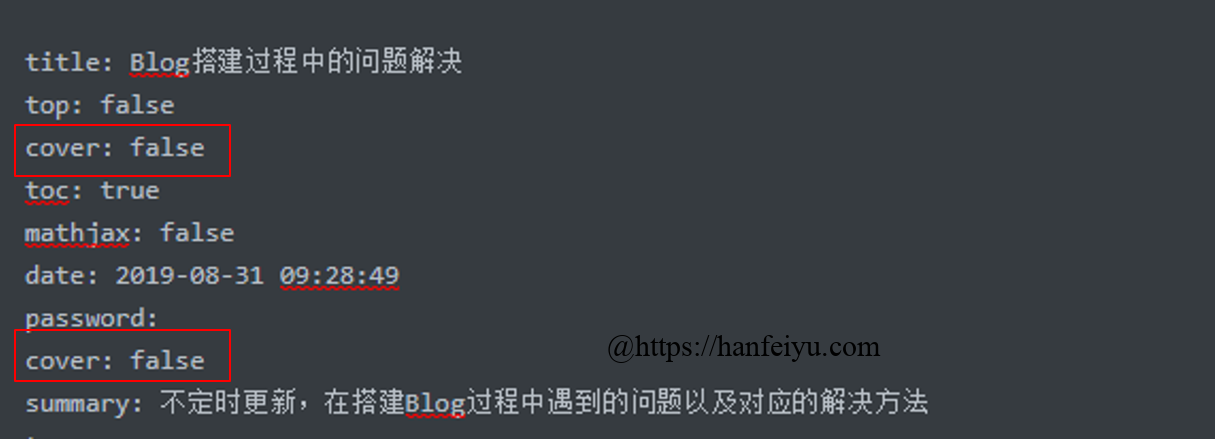 title: Blog搭建过程中的问题解决
top: false
cover: false
toc: true
mathjax: false
date: 2019-08-31 09:28:49
password:
cover: false
@https://hanfeiyu.com
summary: 不定时更新，在搭建Blog过程中遇到的问题以及对应的解决方法